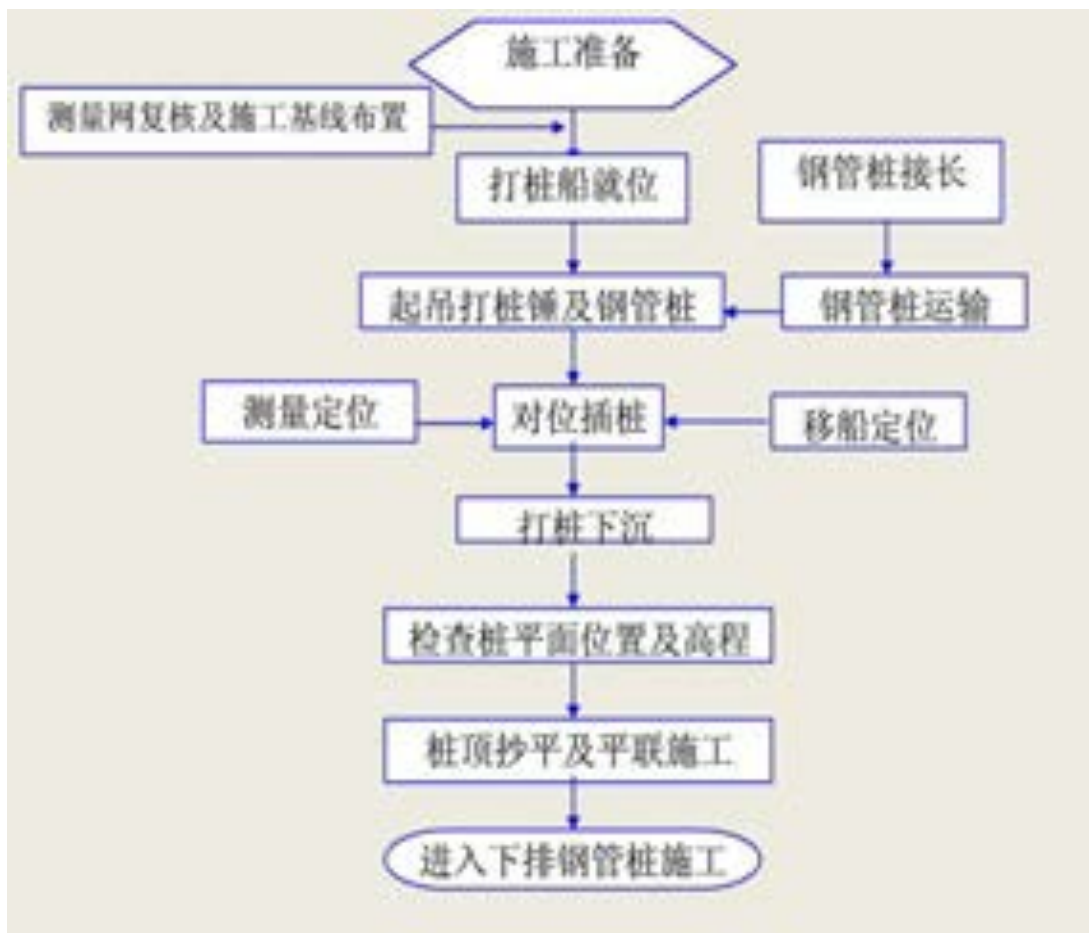 施工准备
测量网复核及施工基线布置
打桩船就位
钢管桩接长
起吊打桩锤及钢管桩
钢管桩运输
测量定位
对位插桩
移船定位
打桩下沉
检查桩平面位置及高程
桩顶抄平及平联施工
进入下排钢管桩施工